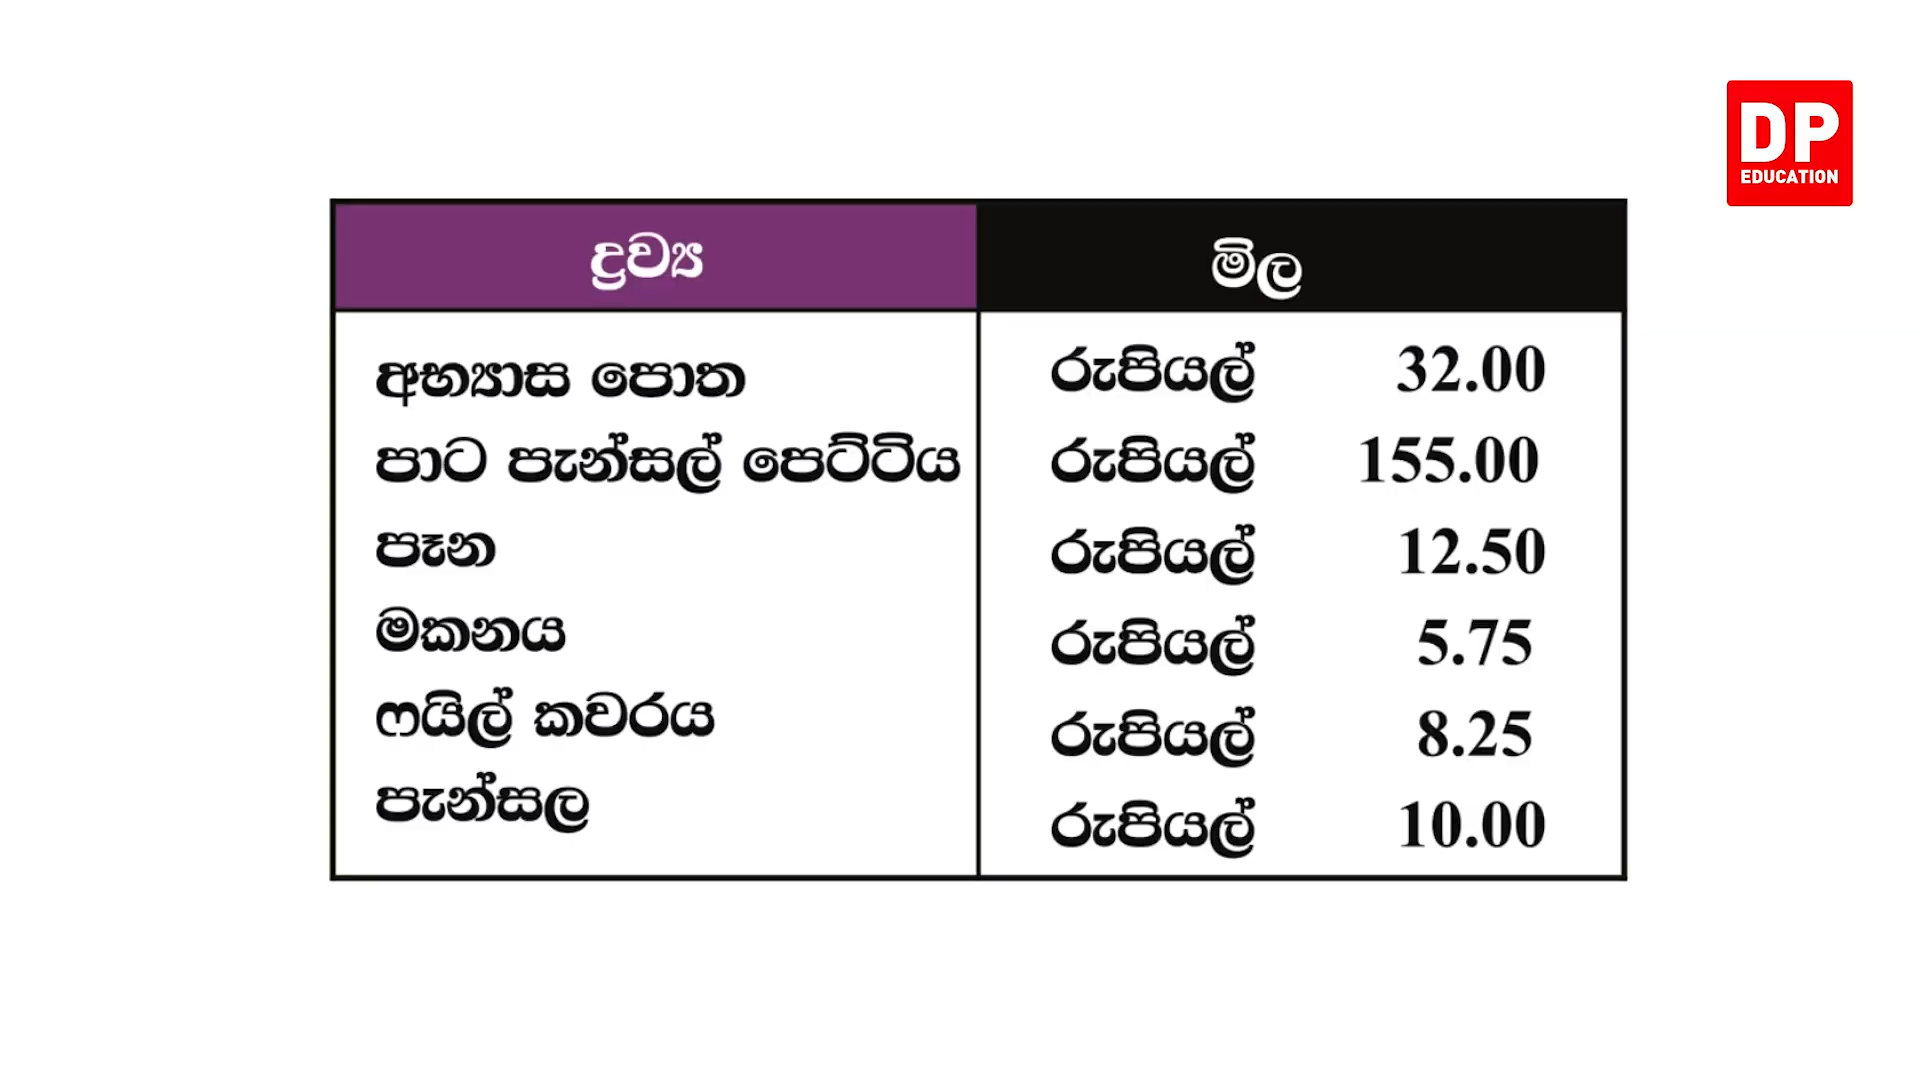 DP
EDUCATION
ද්‍රව්‍ය මිල
අභ්‍යාස පොත රුපියල් 32.00
පාට පැන්සල් පෙට්ටිය රුපියල් 155.00
පෑන රුපියල් 12.50
මකනය රුපියල් 5.75
ෆයිල් කවරය රුපියල් 8.25
පැන්සල රුපියල් 10.00